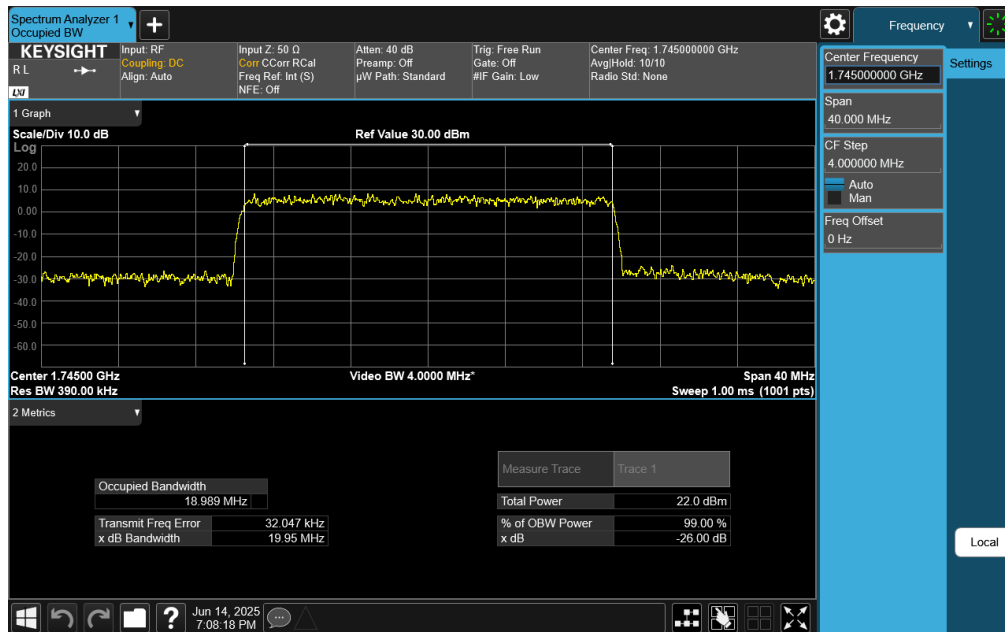 Spectrum Analyzer 1
Occupied BW
Frequency
KEYSIGHT
R L
LXI
Input: RF
Coupling: DC
Align: Auto
Input Z: 50 Ω
Corr CCorr RCal
Freq Ref: Int (S)
NFE: Off
Atten: 40 dB
Preamp: Off
µW Path: Standard
Trig: Free Run
Gate: Off
#IF Gain: Low
Center Freq: 1.745000000 GHz
Avg|Hold: 10/10
Radio Std: None
Center Frequency
1.745000000 GHz
Settings
Span
40.000 MHz
CF Step
4.000000 MHz
Auto
Man
Freq Offset
0 Hz
Local
1 Graph
Scale/Div 10.0 dB
Ref Value 30.00 dBm
Log
20.0
10.0
0.00
-10.0
-20.0
-30.0
-40.0
-50.0
-60.0
Center 1.74500 GHz
Video BW 4.0000 MHz*
Span 40 MHz
Res BW 390.00 kHz
Sweep 1.00 ms (1001 pts)
2 Metrics
Measure Trace
Trace 1
Occupied Bandwidth
18.989 MHz
Total Power
22.0 dBm
Transmit Freq Error
32.047 kHz
% of OBW Power
99.00 %
x dB Bandwidth
19.95 MHz
x dB
-26.00 dB
Jun 14, 2025
7:08:18 PM